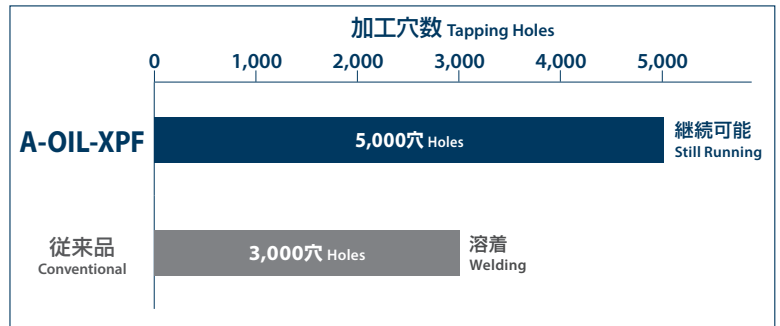 加工穴数 Tapping Holes
0 1,000 2,000 3,000 4,000 5,000
A-OIL-XPF
5,000穴 Holes
継続可能
Still Running
従来品
Conventional
3,000穴 Holes
溶着
Welding